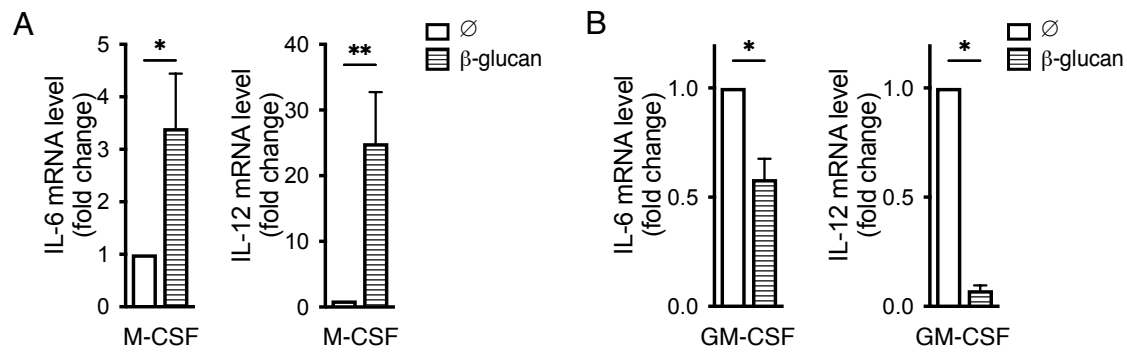 A
IL-6 mRNA level
(fold change)
5
4
3
2
1
0
*
M-CSF
IL-12 mRNA level
(fold change)
40
30
20
10
0
**
M-CSF
∅
β-glucan
B
IL-6 mRNA level
(fold change)
1.0
0.5
0.0
*
GM-CSF
IL-12 mRNA level
(fold change)
1.0
0.5
0.0
*
GM-CSF
∅
β-glucan